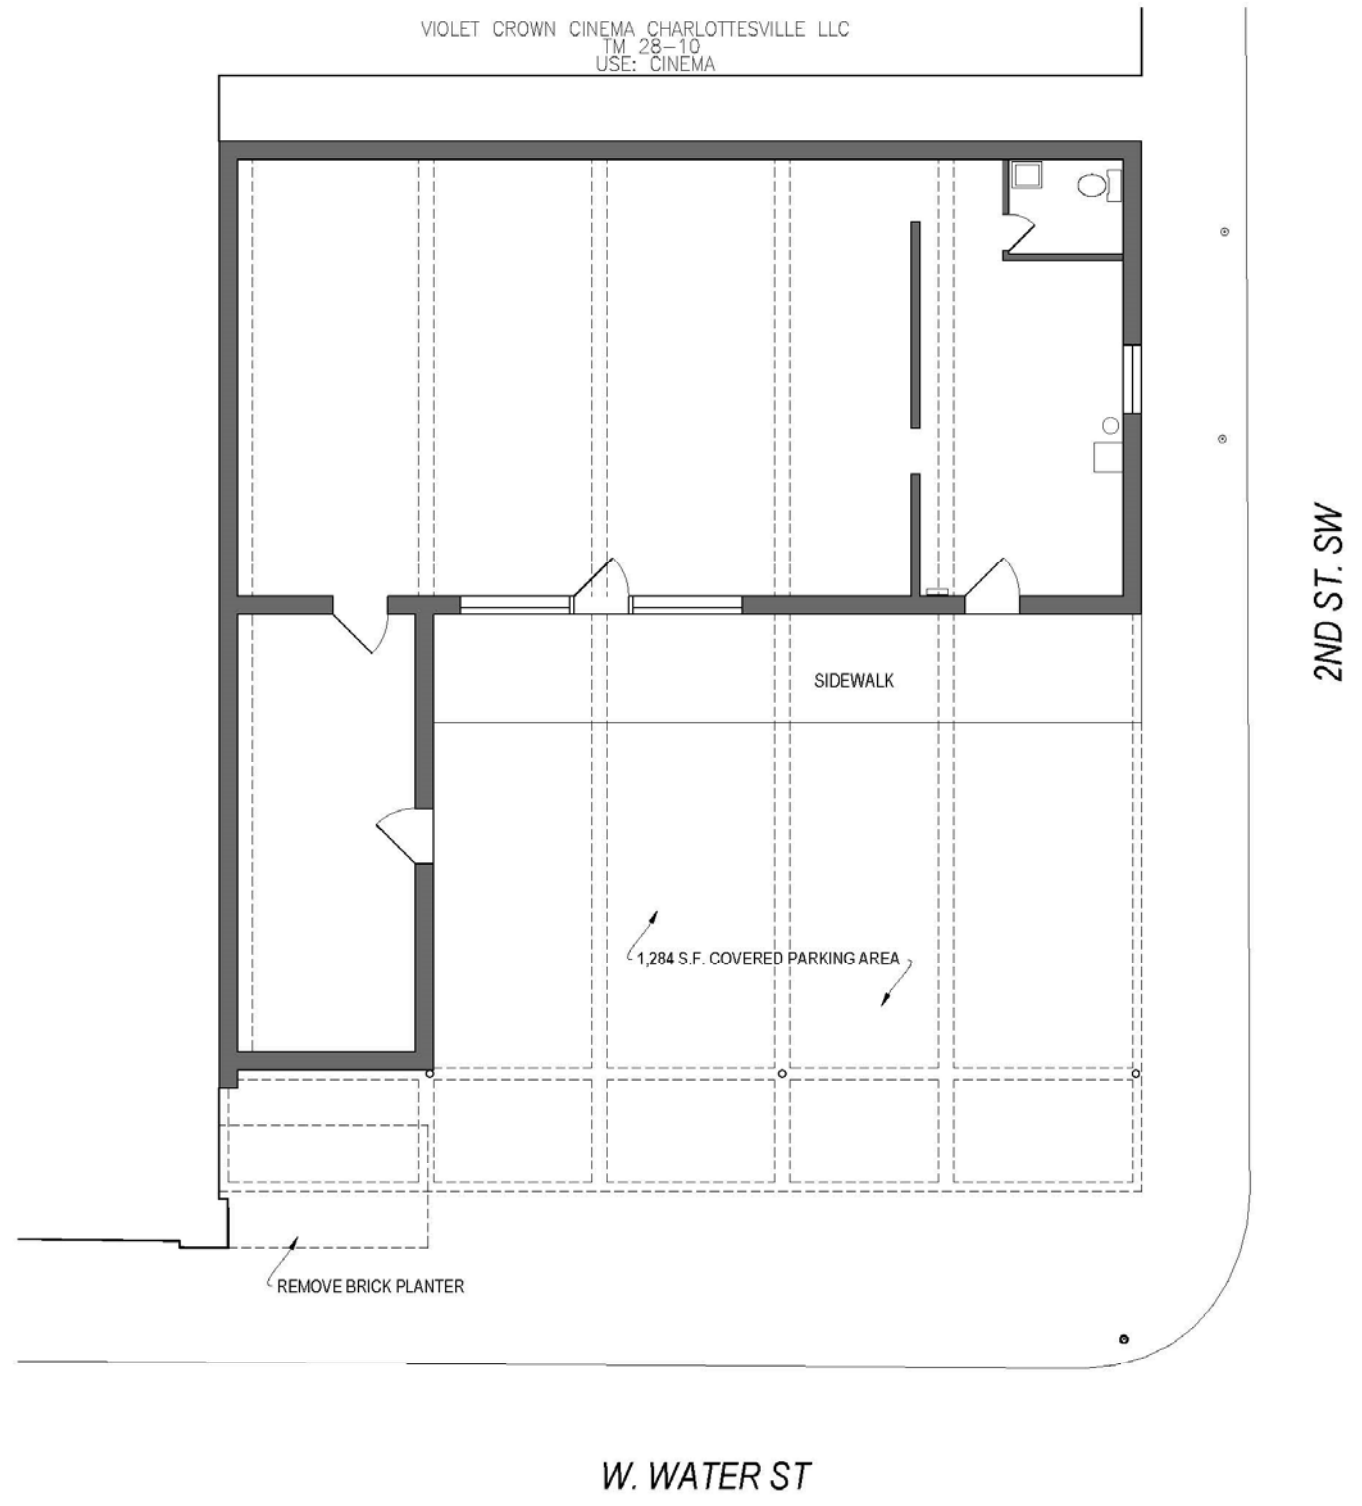 VIOLET CROWN CINEMA CHARLOTTESVILLE LLC
TM 28-10
USE: CINEMA
2ND ST. SW
SIDEWALK
1,284 S.F. COVERED PARKING AREA
REMOVE BRICK PLANTER
W. WATER ST